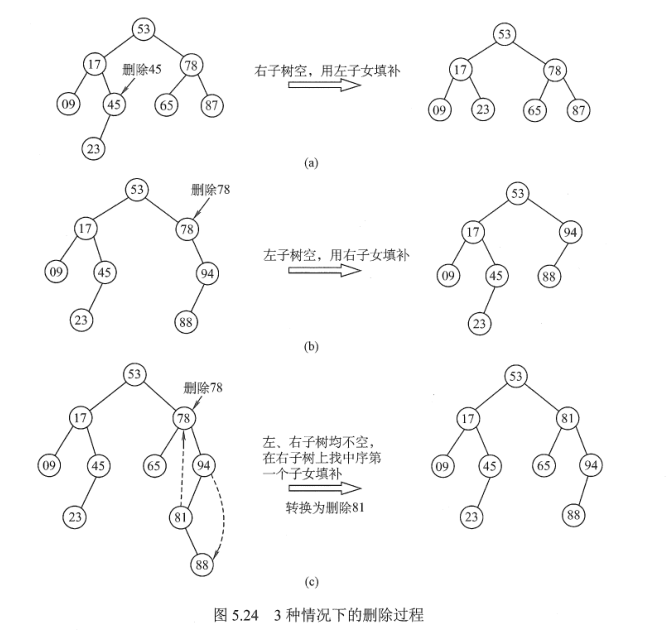 53
17 删除45 78
09 45 65 87
23
右子树空，用左子女填补
53
17 78
09 23 65 87
(a)
53 删除78
17 78
09 45 94
23 88
左子树空，用右子女填补
53
17 94
09 45 88
23
(b)
53 删除78
17 78
09 45 65 94
23 81
88
左、右子树均不空，
在右子树上找中序第
一个子女填补
转换为删除81
53
17 81
09 45 65 94
23 88
(c)
图 5.24 3 种情况下的删除过程